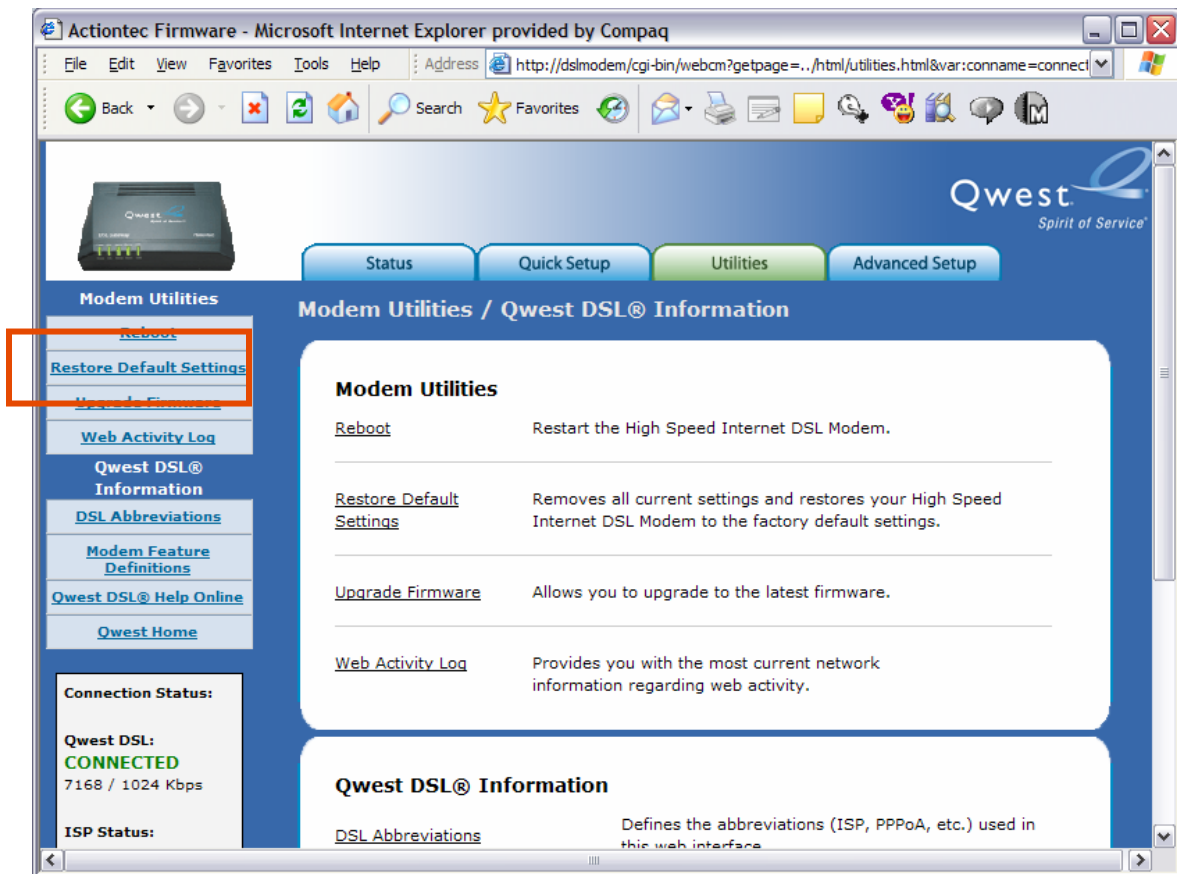 Actiontec Firmware - Microsoft Internet Explorer provided by Compaq
File Edit View Favorites Tools Help Address http://dslmodem/cgi-bin/webcm?getpage=../html/utilities.html&var:conname=connect
Back Search Favorites
Qwest
Qwest
Spirit of Service
Status Quick Setup Utilities Advanced Setup
Modem Utilities
Reboot
Restore Default Settings
Upgrade Firmware
Web Activity Log
Qwest DSL®
Information
DSL Abbreviations
Modem Feature
Definitions
Qwest DSL® Help Online
Qwest Home
Connection Status:
Qwest DSL:
CONNECTED
7168 / 1024 Kbps
ISP Status:
Modem Utilities / Qwest DSL® Information
Modem Utilities
Reboot Restart the High Speed Internet DSL Modem.
Restore Default Removes all current settings and restores your High Speed
Settings Internet DSL Modem to the factory default settings.
Upgrade Firmware Allows you to upgrade to the latest firmware.
Web Activity Log Provides you with the most current network
information regarding web activity.
Qwest DSL® Information
DSL Abbreviations Defines the abbreviations (ISP, PPPoA, etc.) used in
this web interface